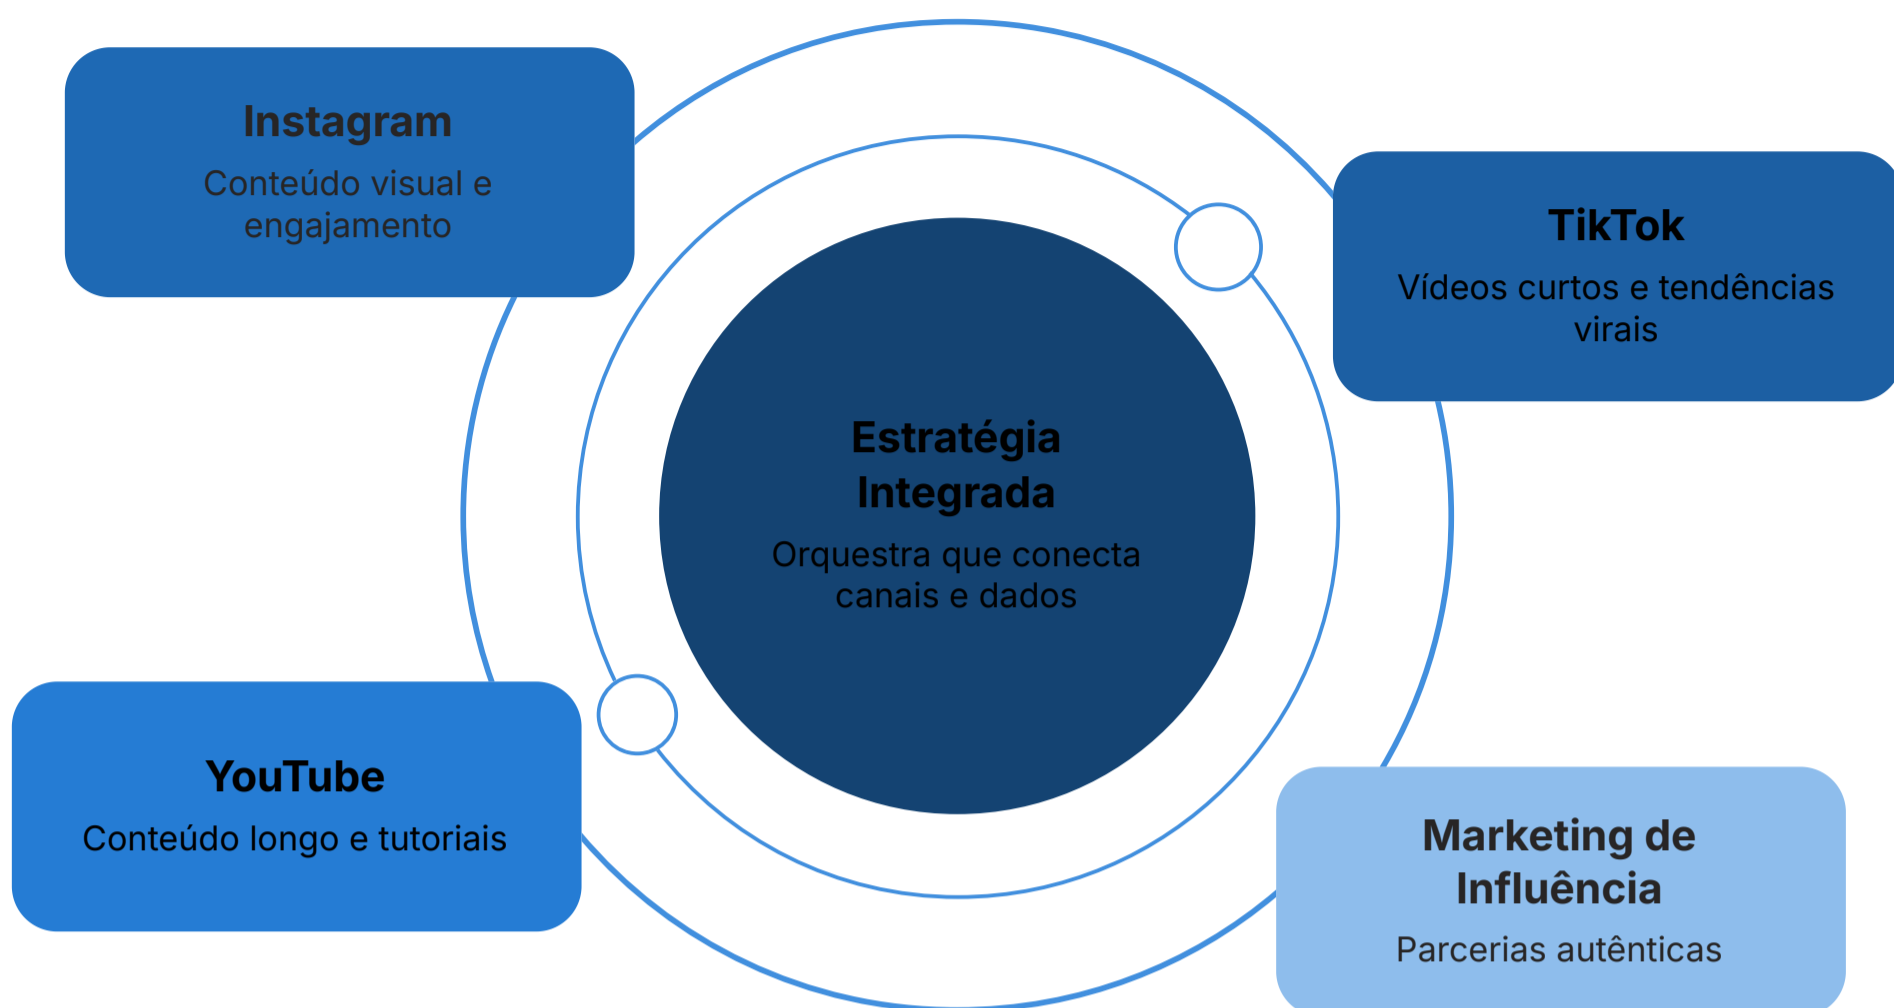 Instagram
Conteúdo visual e
engajamento
TikTok
Vídeos curtos e tendências
virais
Estratégia
Integrada
Orquestra que conecta
canais e dados
YouTube
Conteúdo longo e tutoriais
Marketing de
Influência
Parcerias autênticas